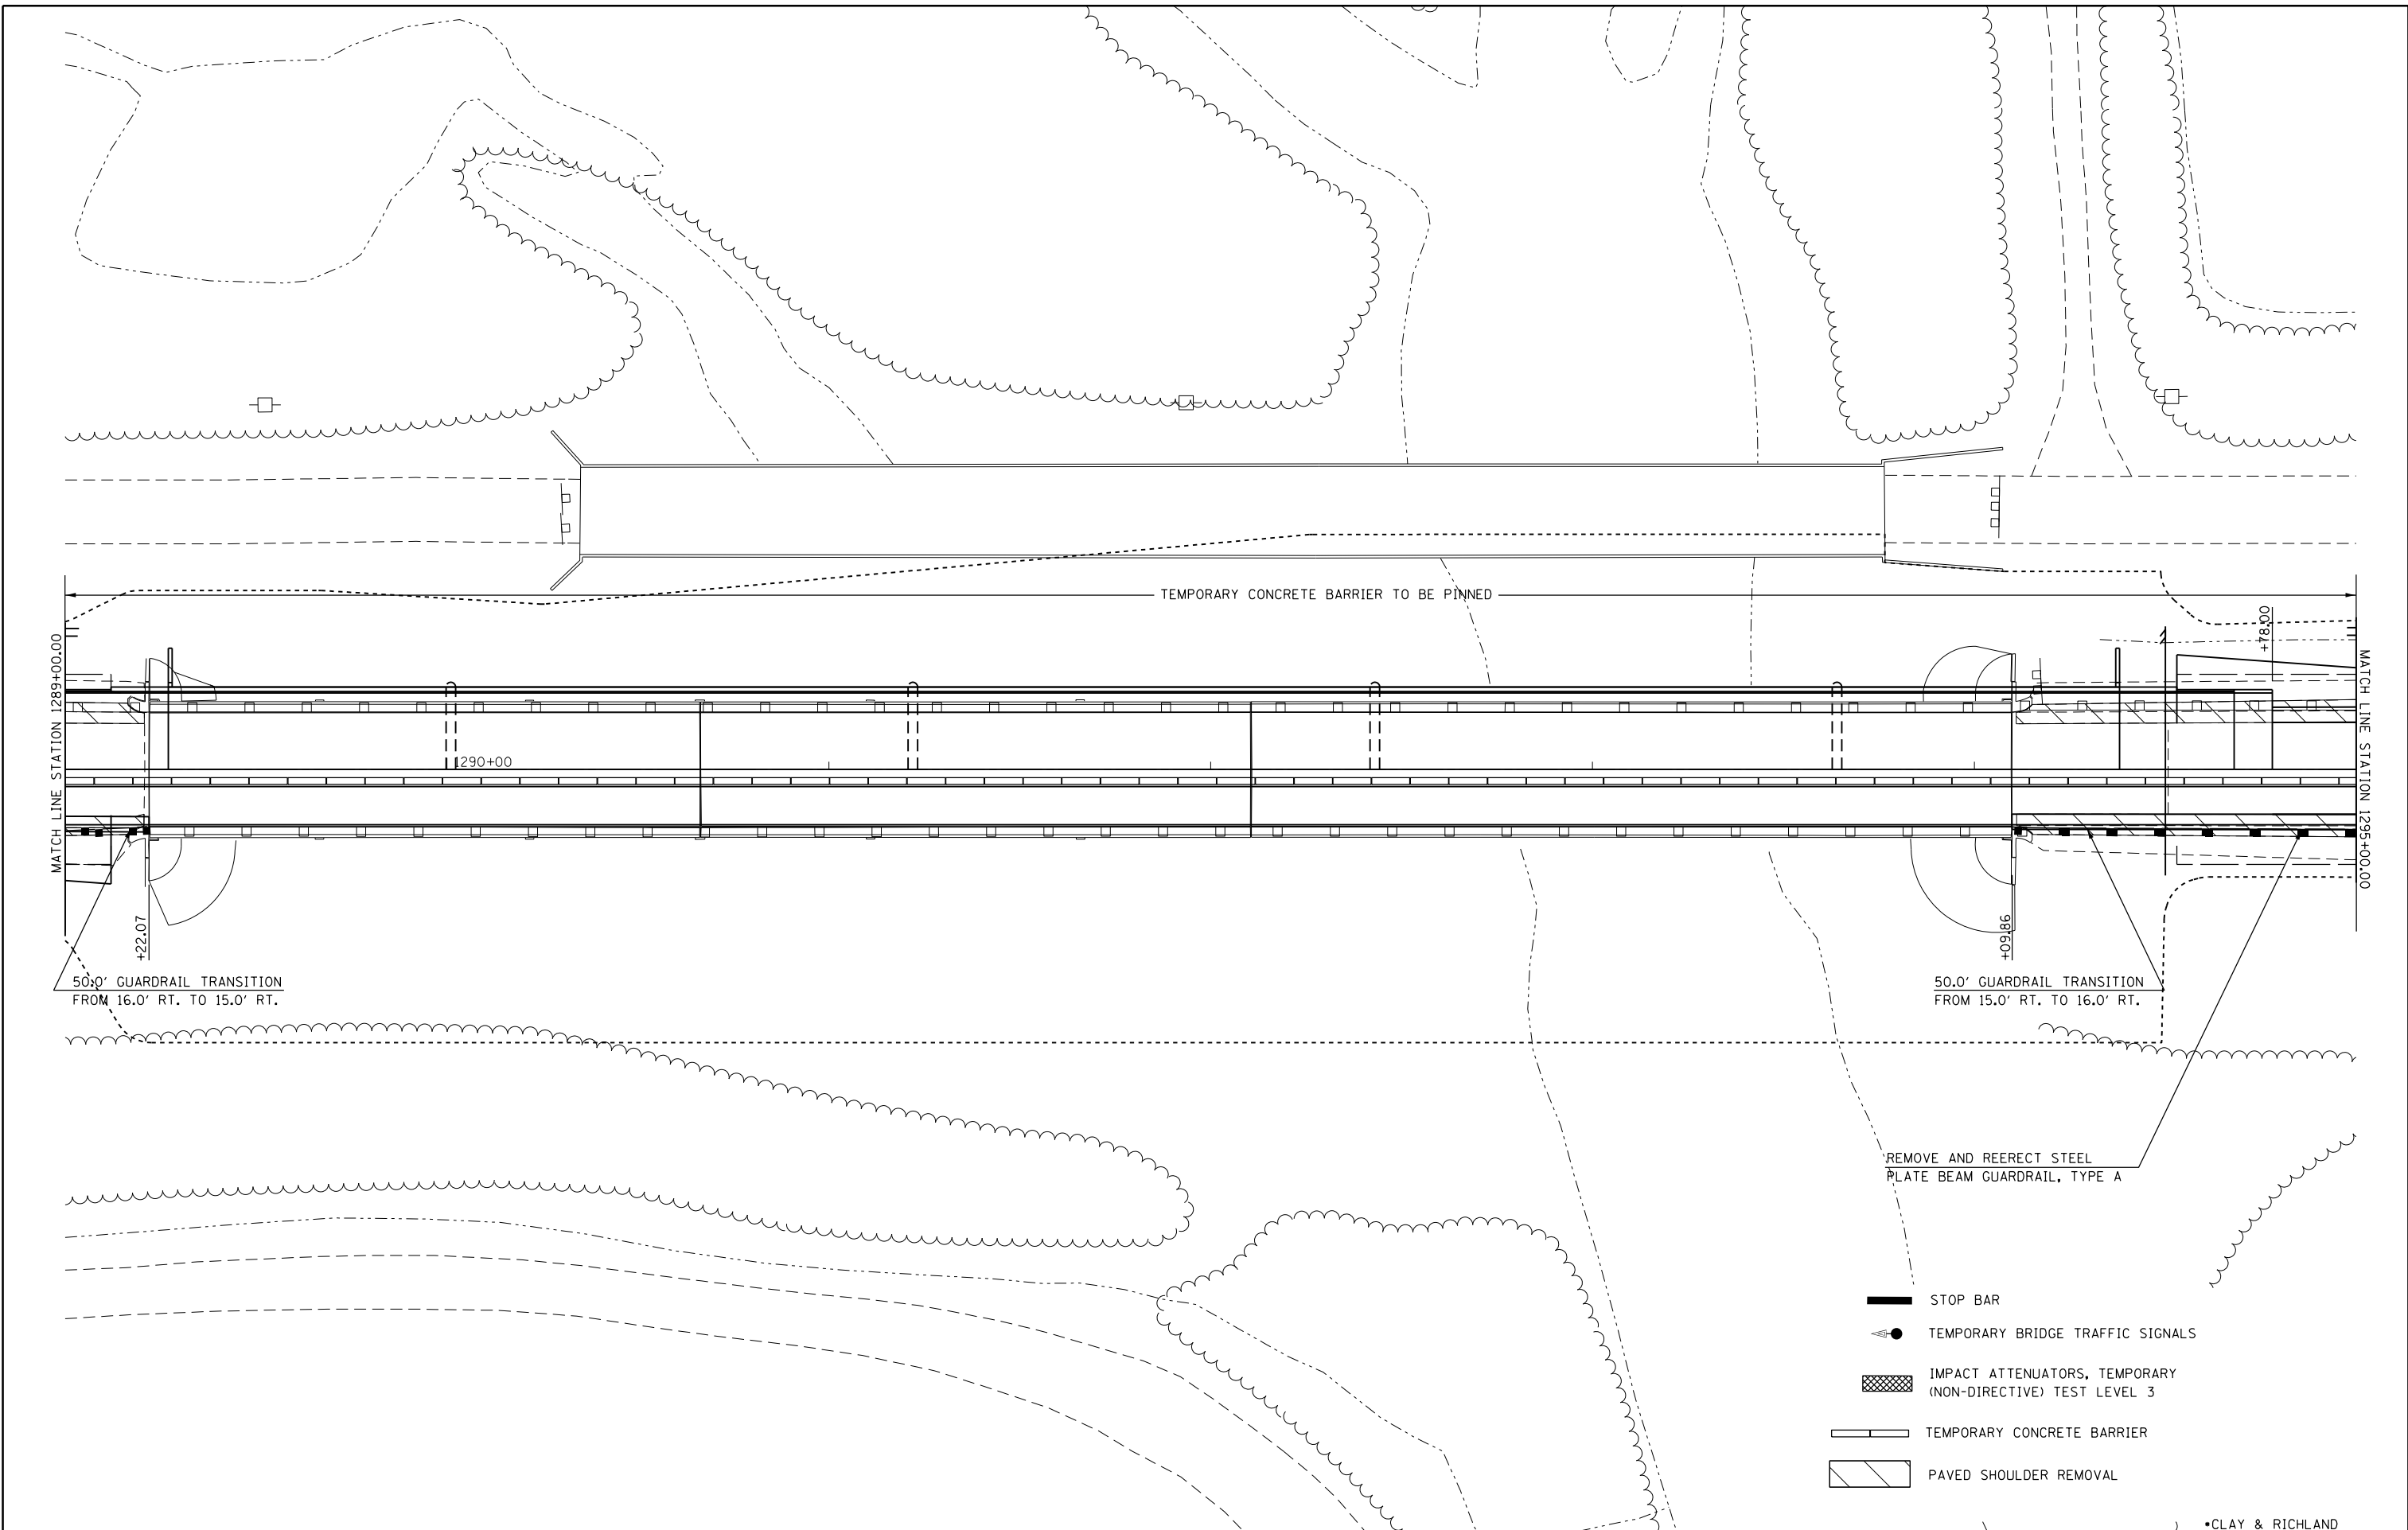 TEMPORARY CONCRETE BARRIER TO BE PINNED
MATCH LINE STATION 1289+00.00
+78.00
MATCH LINE STATION 1295+00.00
1290+00
+22.07
+09.86
50.0' GUARDRAIL TRANSITION
FROM 16.0' RT. TO 15.0' RT.
50.0' GUARDRAIL TRANSITION
FROM 15.0' RT. TO 16.0' RT.
REMOVE AND REERECT STEEL
PLATE BEAM GUARDRAIL, TYPE A
STOP BAR
TEMPORARY BRIDGE TRAFFIC SIGNALS
IMPACT ATTENUATORS, TEMPORARY
(NON-DIRECTIVE) TEST LEVEL 3
TEMPORARY CONCRETE BARRIER
PAVED SHOULDER REMOVAL
•CLAY & RICHLAND